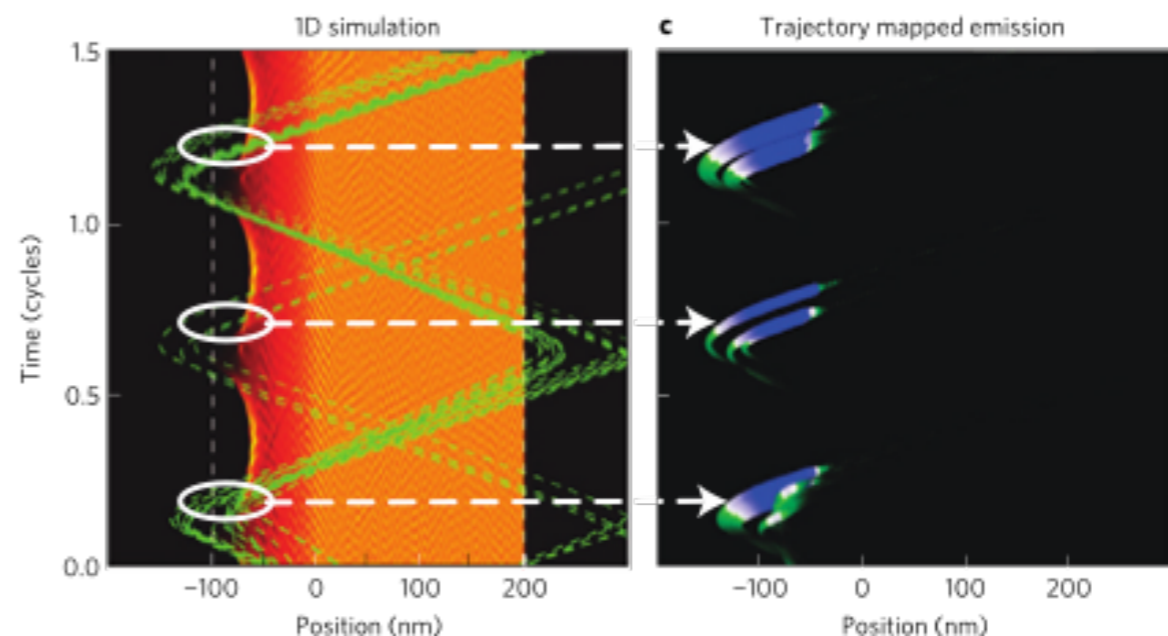 1D simulation
c Trajectory mapped emission
Time (cycles)
1.5
1.0
0.5
0.0
−100 0 100 200
−100 0 100 200
Position (nm)
Position (nm)